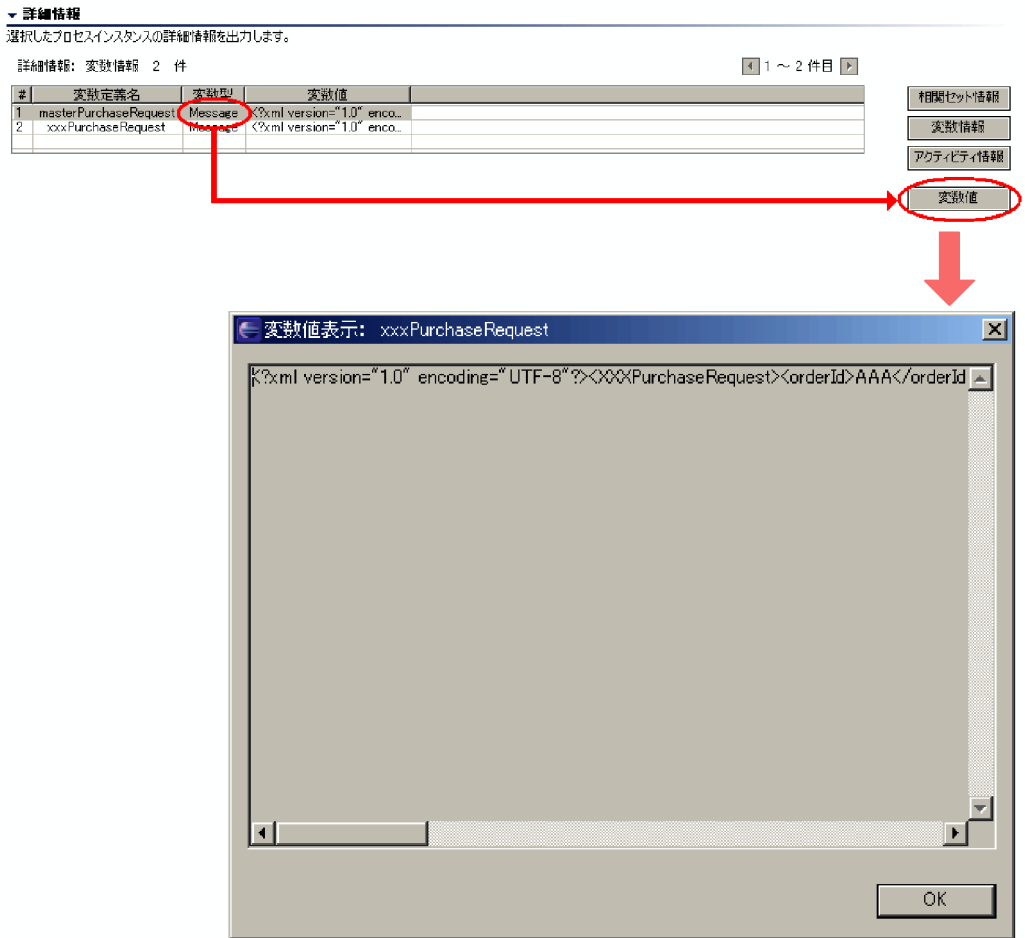 詳細情報
選択したプロセスインスタンスの詳細情報を出力します。
詳細情報: 変数情報 2 件
1 ～ 2 件目
# 変数定義名 変数型 変数値
1 masterPurchaseRequest Message <?xml version="1.0" enco...
2 xxxPurchaseRequest Message <?xml version="1.0" enco...
相関セット情報
変数情報
アクティビティ情報
変数値
変数値表示: xxxPurchaseRequest
<?xml version="1.0" encoding="UTF-8"?><XXXPurchaseRequest><orderId>AAA</orderId
OK